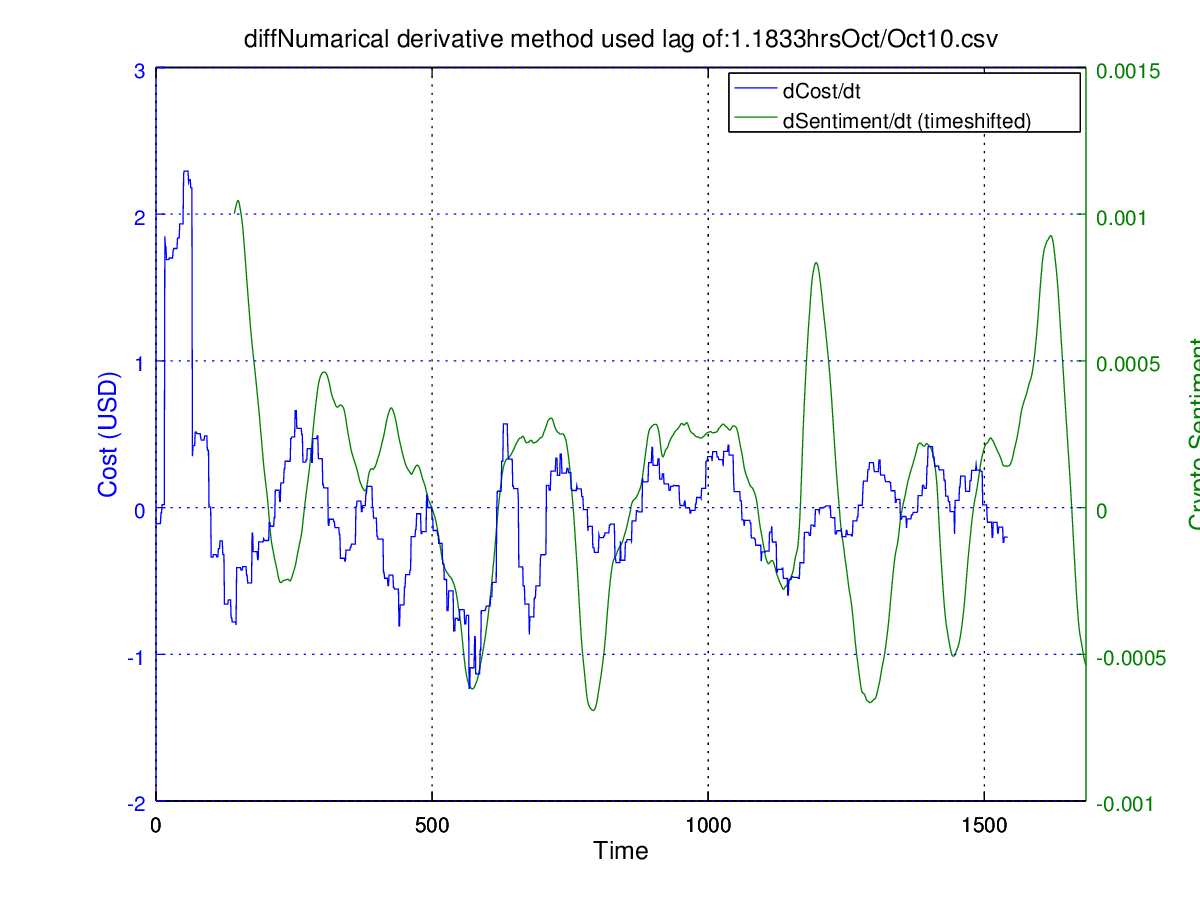 diffNumarical derivative method used lag of:1.1833hrsOct/Oct10.csv
dCost/dt
dSentiment/dt (timeshifted)
3
2
1
0
-1
-2
0.0015
0.001
0.0005
0
-0.0005
-0.001
Cost (USD)
Crypto Sentiment
0
500
1000
1500
Time